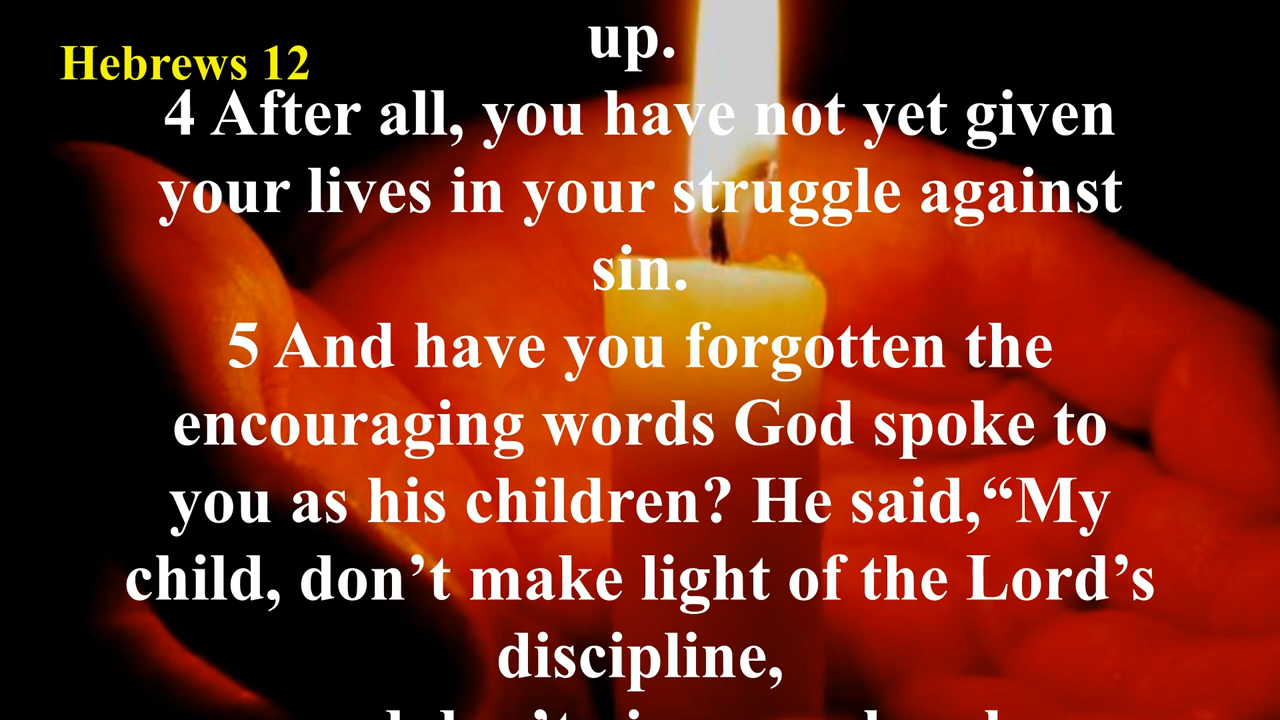 Hebrews 12
up.
4 After all, you have not yet given
your lives in your struggle against
sin.
5 And have you forgotten the
encouraging words God spoke to
you as his children? He said,“My
child, don’t make light of the Lord’s
discipline,